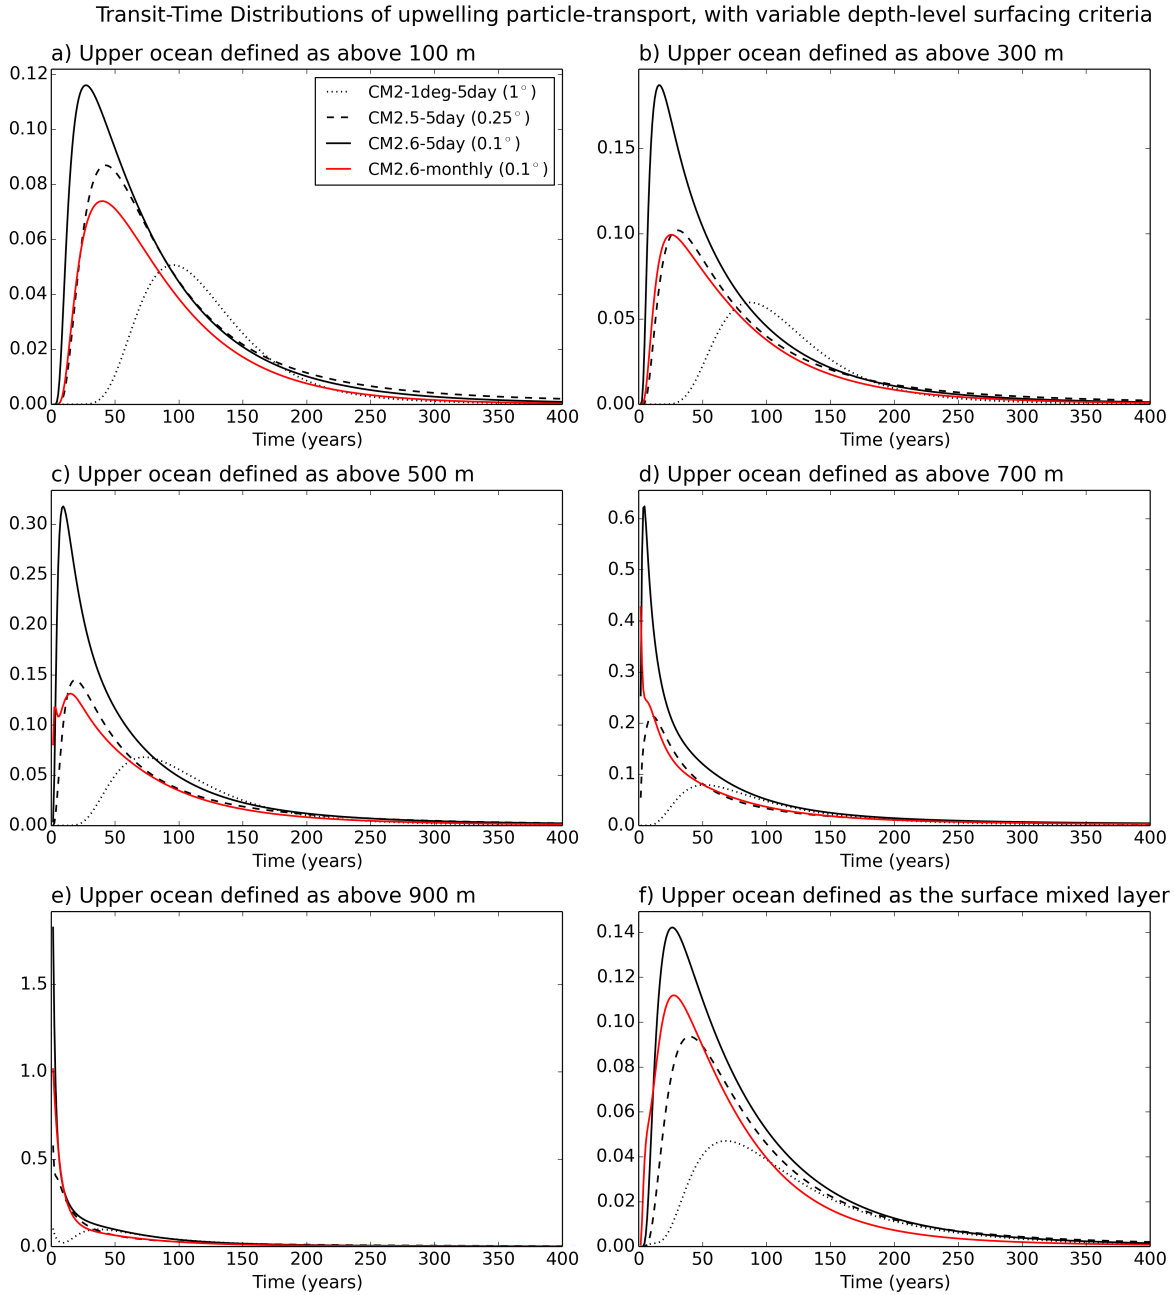 Transit-Time Distributions of upwelling particle-transport, with variable depth-level surfacing criteria
a) Upper ocean defined as above 100 m
0.12
0.10
0.08
0.06
0.04
0.02
0.00
0 50 100 150 200 250 300 350 400
Time (years)
CM2-1deg-5day (1°)
CM2.5-5day (0.25°)
CM2.6-5day (0.1°)
CM2.6-monthly (0.1°)
b) Upper ocean defined as above 300 m
0.15
0.10
0.05
0.00
0 50 100 150 200 250 300 350 400
Time (years)
c) Upper ocean defined as above 500 m
0.30
0.25
0.20
0.15
0.10
0.05
0.00
0 50 100 150 200 250 300 350 400
Time (years)
d) Upper ocean defined as above 700 m
0.6
0.5
0.4
0.3
0.2
0.1
0.0
0 50 100 150 200 250 300 350 400
Time (years)
e) Upper ocean defined as above 900 m
1.5
1.0
0.5
0.0
0 50 100 150 200 250 300 350 400
Time (years)
f) Upper ocean defined as the surface mixed layer
0.14
0.12
0.10
0.08
0.06
0.04
0.02
0.00
0 50 100 150 200 250 300 350 400
Time (years)